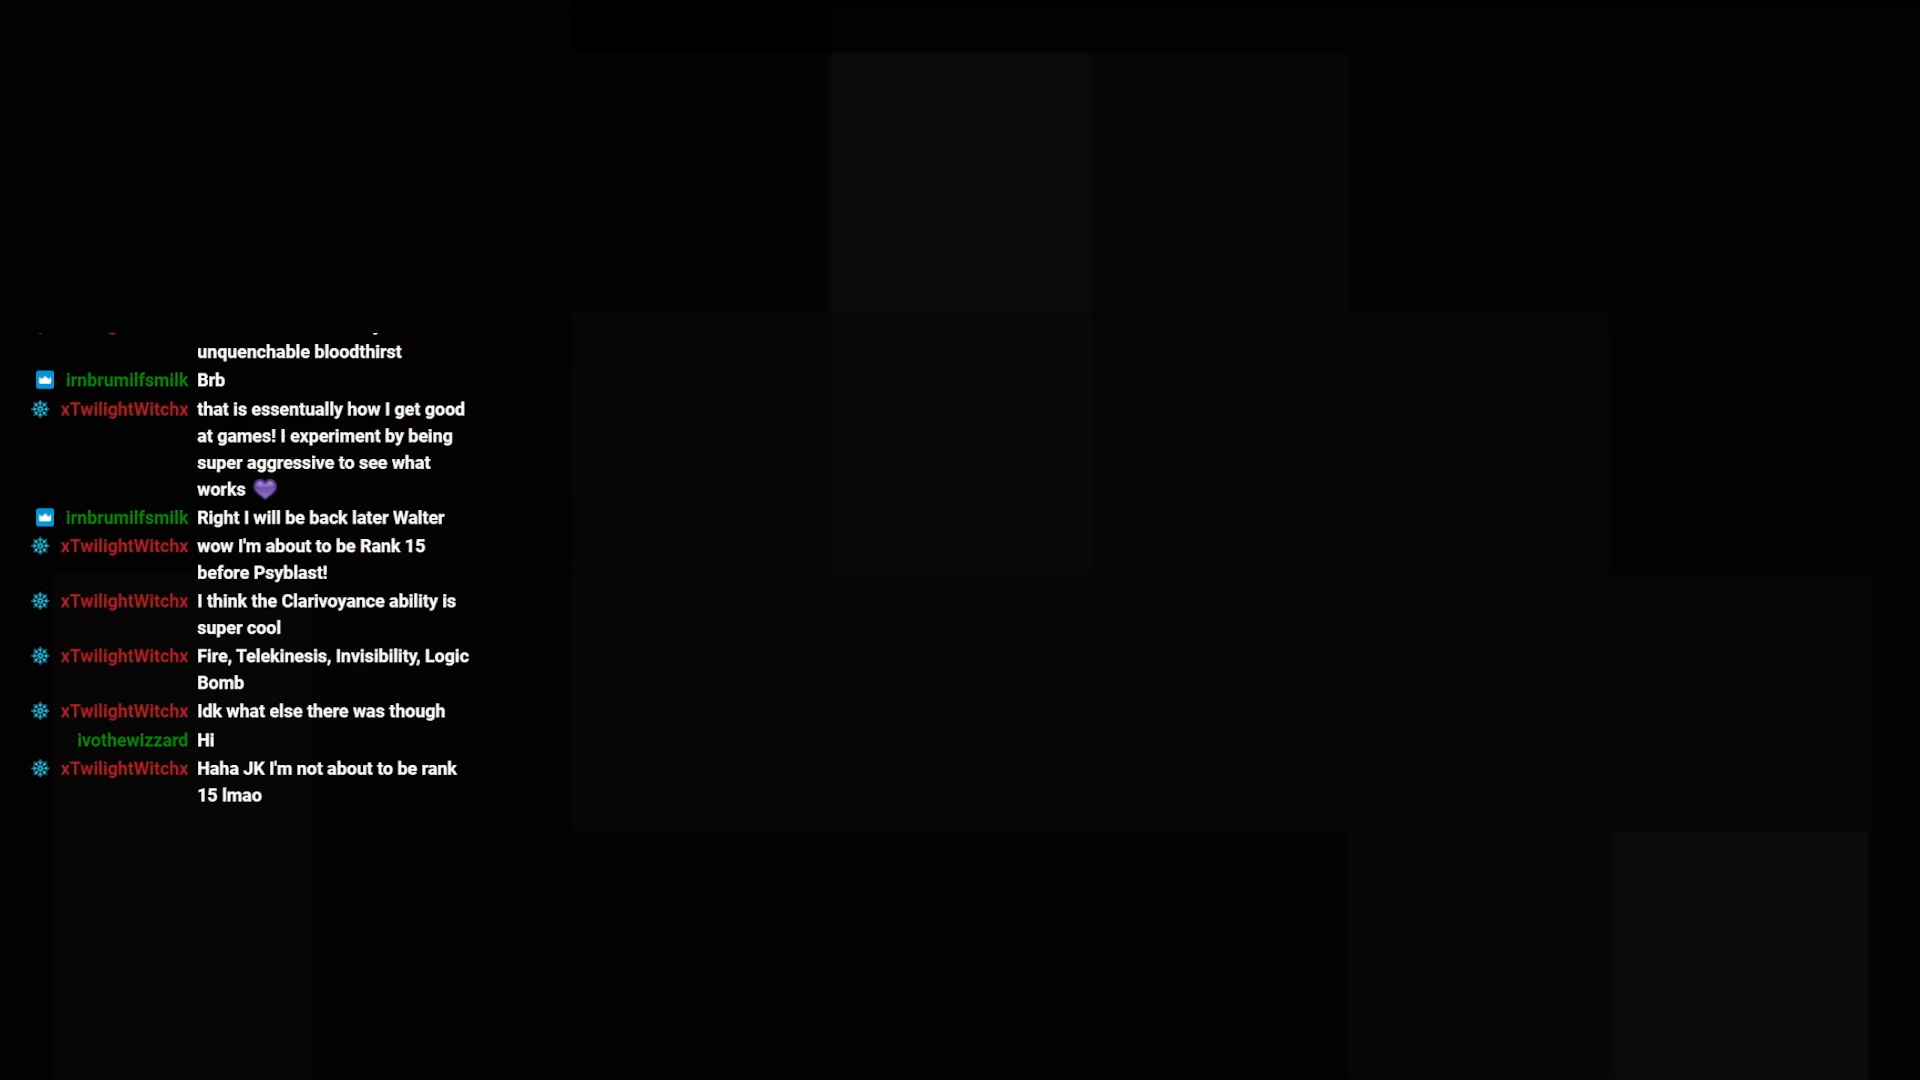 unquenchable bloodthirst
irnbrumilfsmilk Brb
xTwilightWitchx that is essentually how I get good
at games! I experiment by being
super aggressive to see what
works
irnbrumilfsmilk Right I will be back later Walter
xTwilightWitchx wow I'm about to be Rank 15
before Psyblast!
xTwilightWitchx I think the Clarivoyance ability is
super cool
xTwilightWitchx Fire, Telekinesis, Invisibility, Logic
Bomb
xTwilightWitchx Idk what else there was though
ivothewizzard Hi
xTwilightWitchx Haha JK I'm not about to be rank
15 lmao